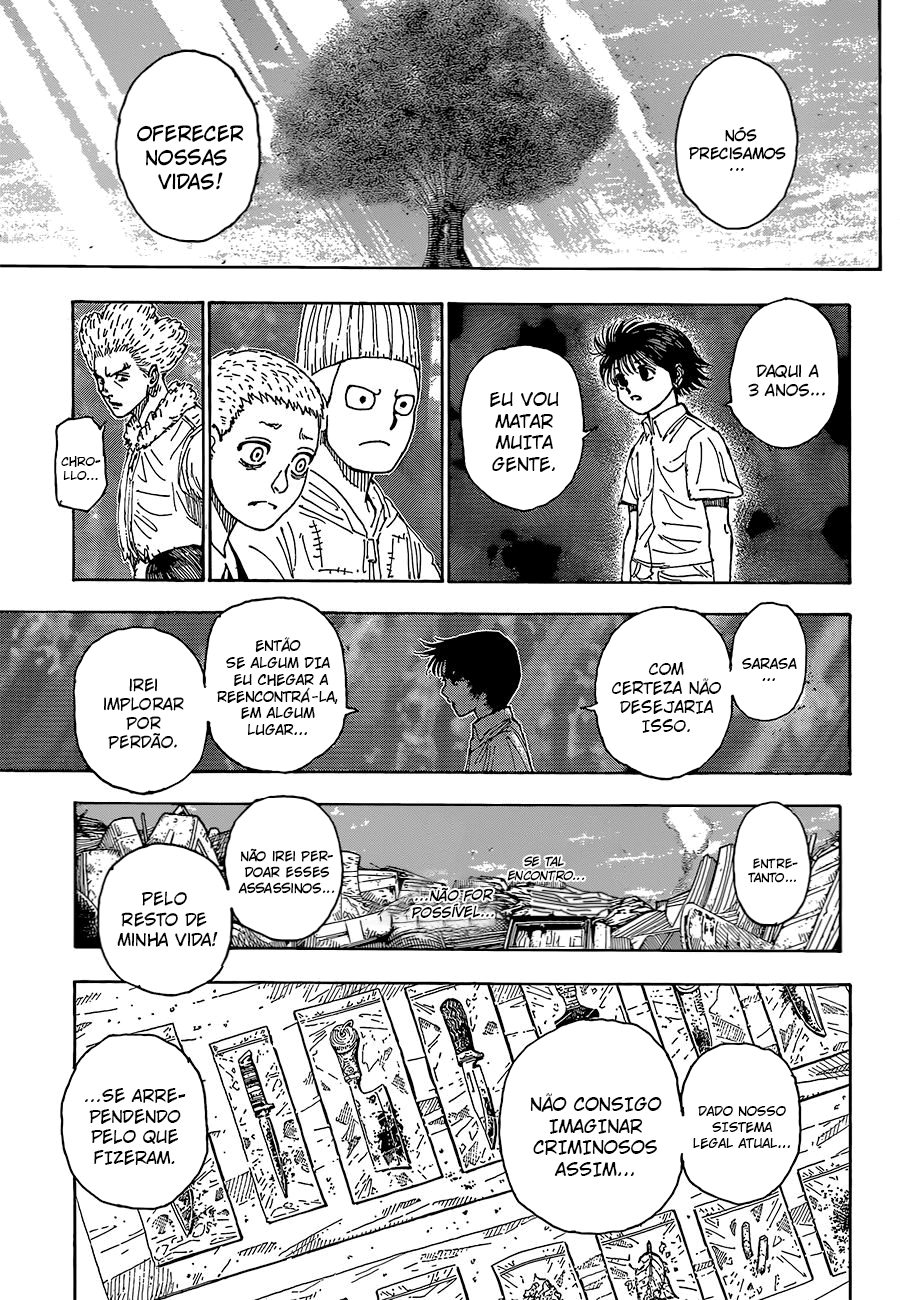 NÓS
PRECISAMOS
...
OFERECER
NOSSAS
VIDAS!
DAQUI A
3 ANOS...
EU VOU
MATAR
MUITA
GENTE.
CHRO-
LLO...
SARASA
...
COM
CERTEZA NÃO
DESEJARIA
ISSO.
ENTÃO
SE ALGUM DIA
EU CHEGAR A
REENCONTRÁ-LA,
EM ALGUM
LUGAR...
IREI
IMPLORAR
POR
PERDÃO.
ENTRE-
TANTO...
SE TAL
ENCONTRO...
...NÃO FOR
POSSÍVEL...
NÃO IREI PER-
DOAR ESSES
ASSASSINOS...
PELO
RESTO DE
MINHA VIDA!
DADO NOSSO
SISTEMA
LEGAL ATUAL...
NÃO CONSIGO
IMAGINAR
CRIMINOSOS
ASSIM...
...SE ARRE-
PENDENDO
PELO QUE
FIZERAM.